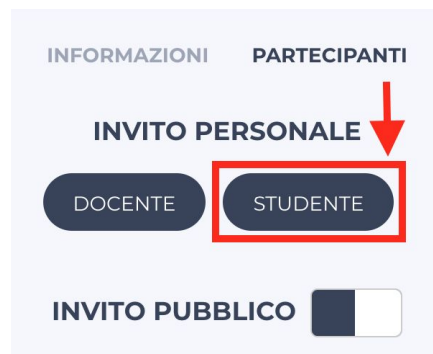 INFORMAZIONI PARTECIPANTI
INVITO PERSONALE
DOCENTE STUDENTE
INVITO PUBBLICO